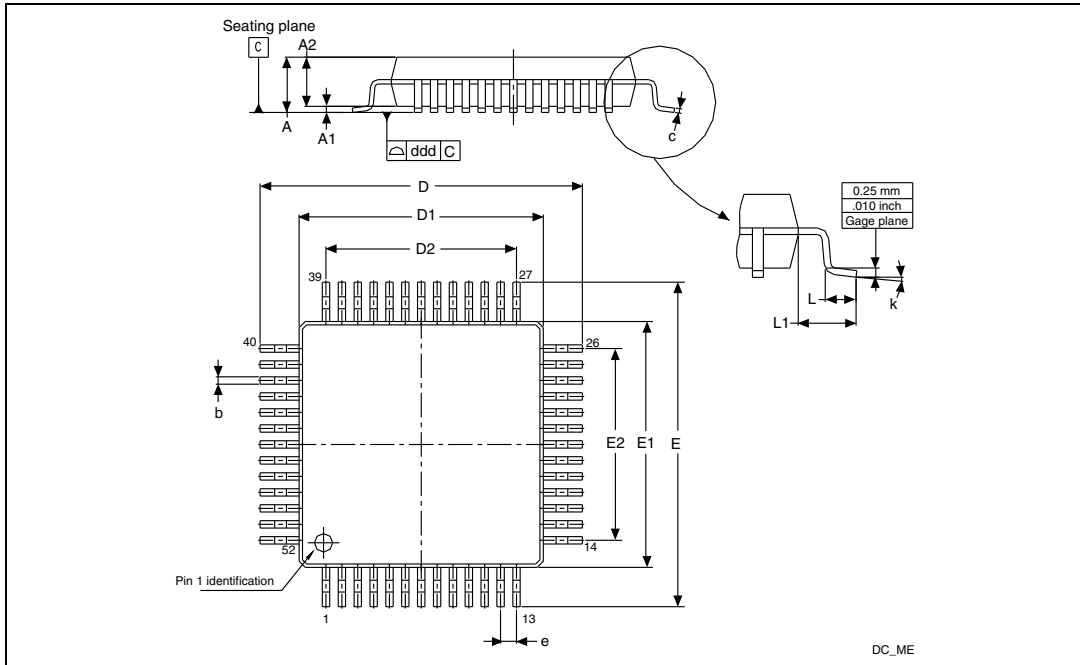 Seating plane
C
A2
A
A1
ddd C
c
D
D1
D2
0.25 mm
.010 inch
Gage plane
L
L1
k
39
27
40
26
b
E2
E1
E
52
14
Pin 1 identification
1
13
e
DC_ME